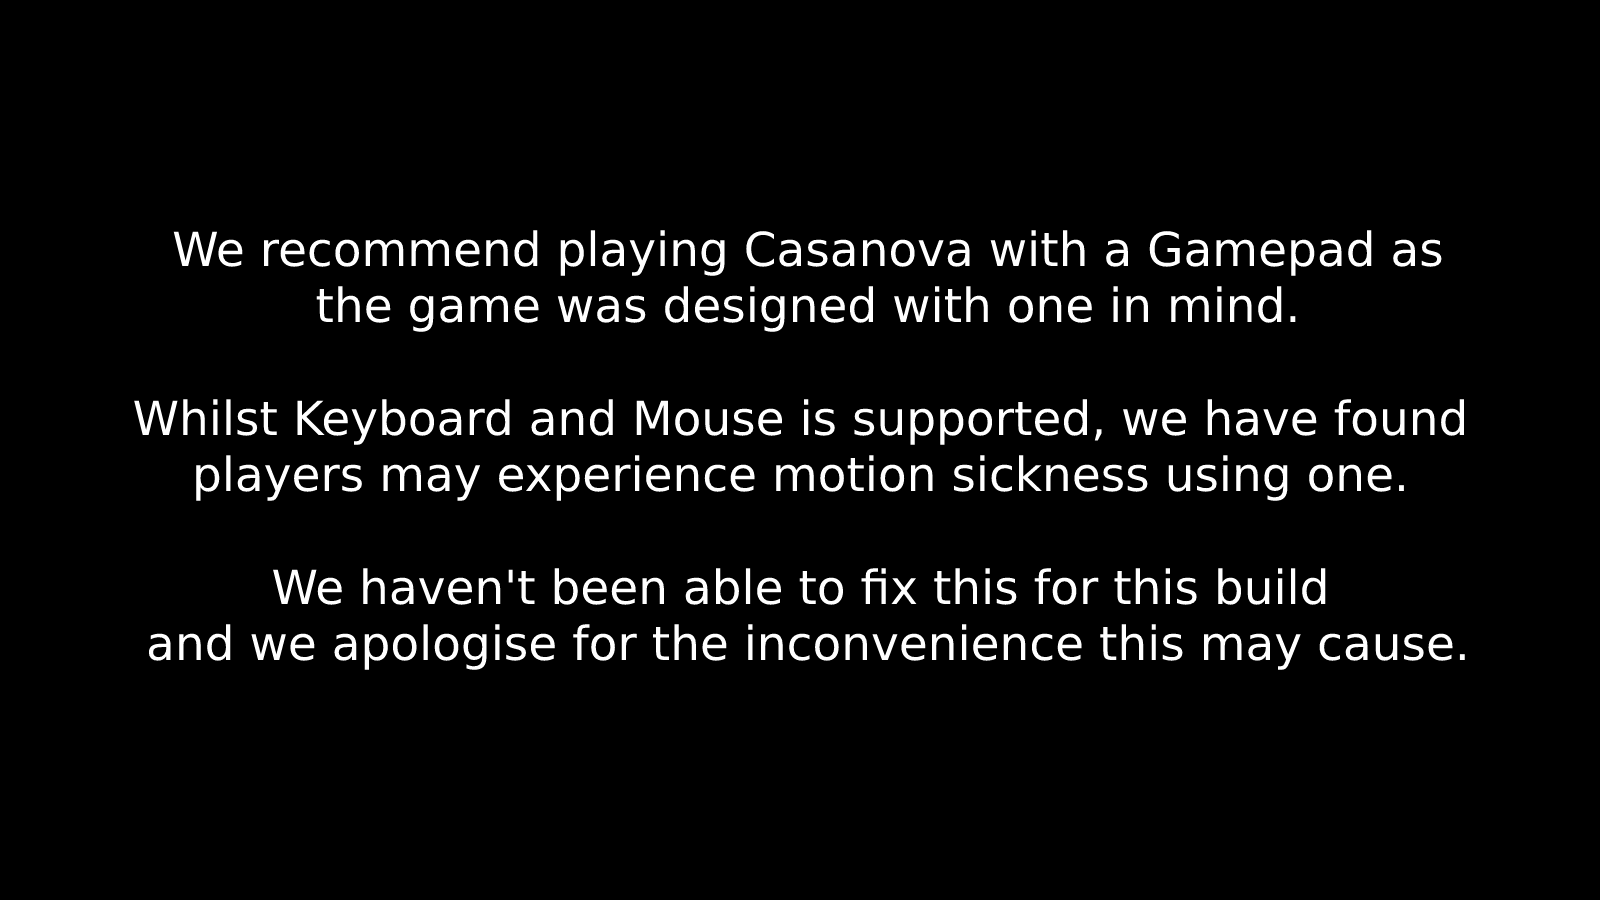 We recommend playing Casanova with a Gamepad as
the game was designed with one in mind.
Whilst Keyboard and Mouse is supported, we have found
players may experience motion sickness using one.
We haven't been able to fix this for this build
and we apologise for the inconvenience this may cause.